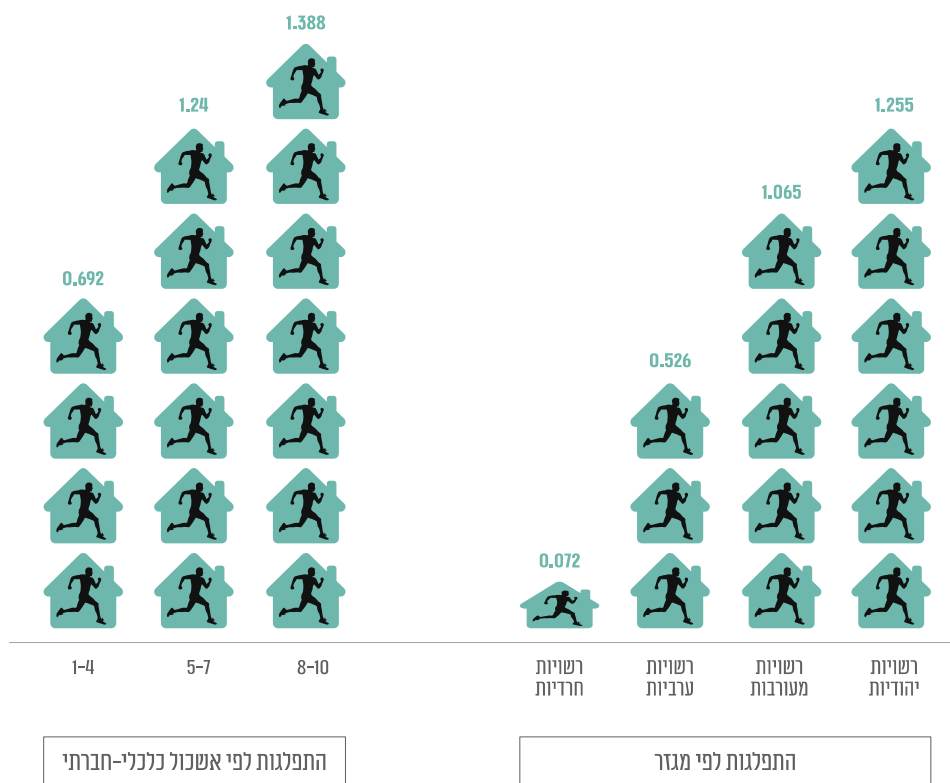 1.388
1.24
1.255
1.065
0.692
0.526
0.072
1-4
5-7
8-10
רשויות
חרדיות
רשויות
ערביות
רשויות
מעורבות
רשויות
יהודיות
התפלגות לפי אשכול כלכלי-חברתי
התפלגות לפי מגזר